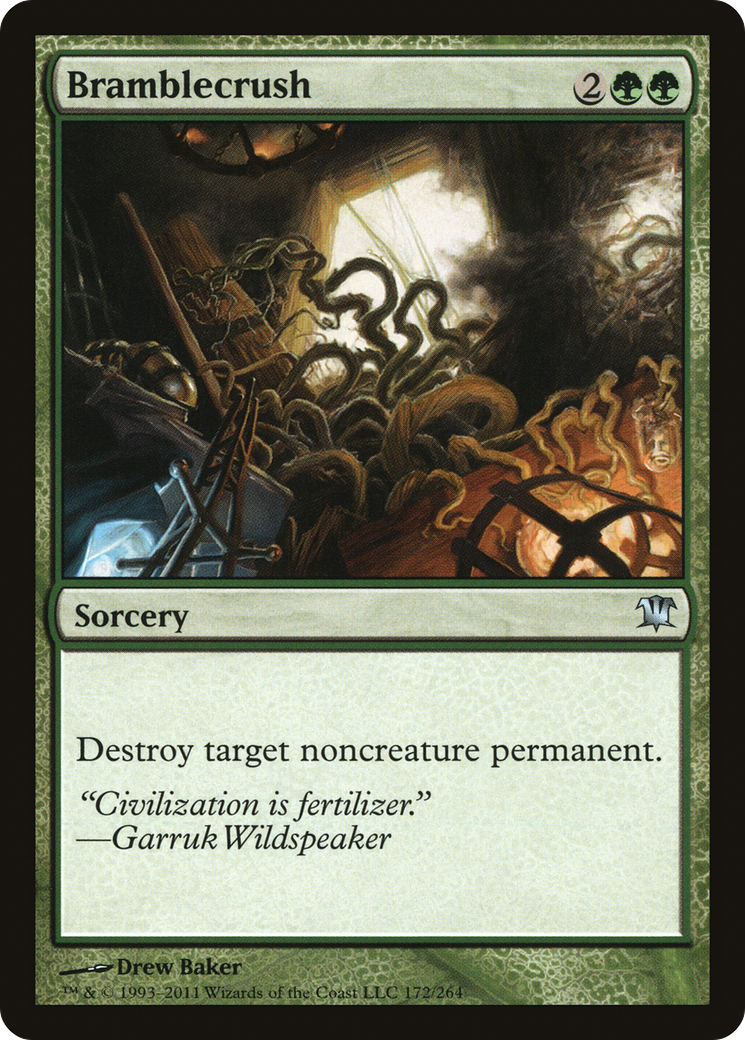 Bramblecrush 2
Sorcery
Destroy target noncreature permanent.
“Civilization is fertilizer.”
—Garruk Wildspeaker
Drew Baker
™ & © 1993–2011 Wizards of the Coast LLC 172/264